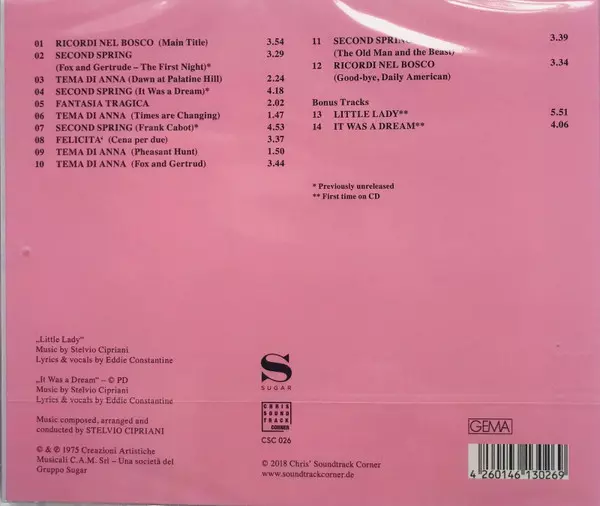 01 RICORDI NEL BOSCO (Main Title) 3.54
02 SECOND SPRING 3.29
(Fox and Gertrude – The First Night)*
03 TEMA DI ANNA (Dawn at Palatine Hill) 2.24
04 SECOND SPRING (It Was a Dream)* 4.18
05 FANTASIA TRAGICA 2.02
06 TEMA DI ANNA (Times are Changing) 1.47
07 SECOND SPRING (Frank Cabot)* 4.53
08 FELICITA‘ (Cena per due) 3.37
09 TEMA DI ANNA (Pheasant Hunt) 1.50
10 TEMA DI ANNA (Fox and Gertrud) 3.44
11 SECOND SPRING 3.39
(The Old Man and the Beast)
12 RICORDI NEL BOSCO 3.34
(Good-bye, Daily American)
Bonus Tracks
13 LITTLE LADY** 5.51
14 IT WAS A DREAM** 4.06
* Previously unreleased
** First time on CD
„Little Lady“
Music by Stelvio Cipriani
Lyrics & vocals by Eddie Constantine
„It Was a Dream“ – © PD
Music by Stelvio Cipriani
Lyrics & vocals by Eddie Constantine
Music composed, arranged and
conducted by STELVIO CIPRIANI
© & ℗ 1975 Creazioni Artistiche
Musicali C.A.M. Srl – Una società del
Gruppo Sugar
S
SUGAR
CHRIS
SOUND
TRACK
CORNER
CSC 026
© 2018 Chris’ Soundtrack Corner
www.soundtrackcorner.de
GEMA
4 260146 130269